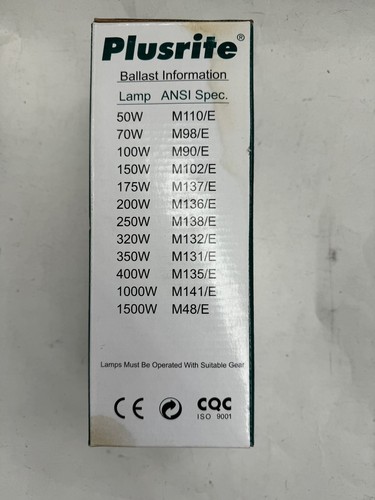 Plusrite®
Ballast Information
Lamp ANSI Spec.
50W M110/E
70W M98/E
100W M90/E
150W M102/E
175W M137/E
200W M136/E
250W M138/E
320W M132/E
350W M131/E
400W M135/E
1000W M141/E
1500W M48/E
Lamps Must Be Operated With Suitable Gear
CE CQC
ISO 9001